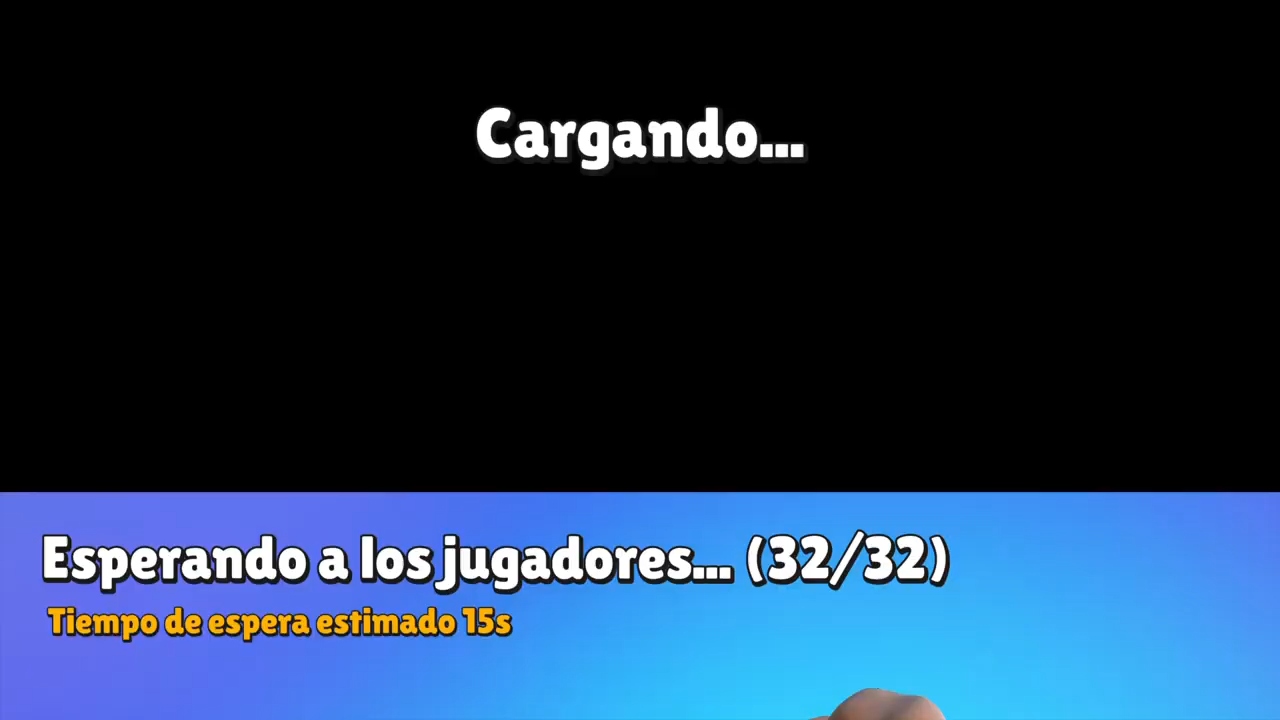 Cargando...
Esperando a los jugadores... (32/32)
Tiempo de espera estimado 15s